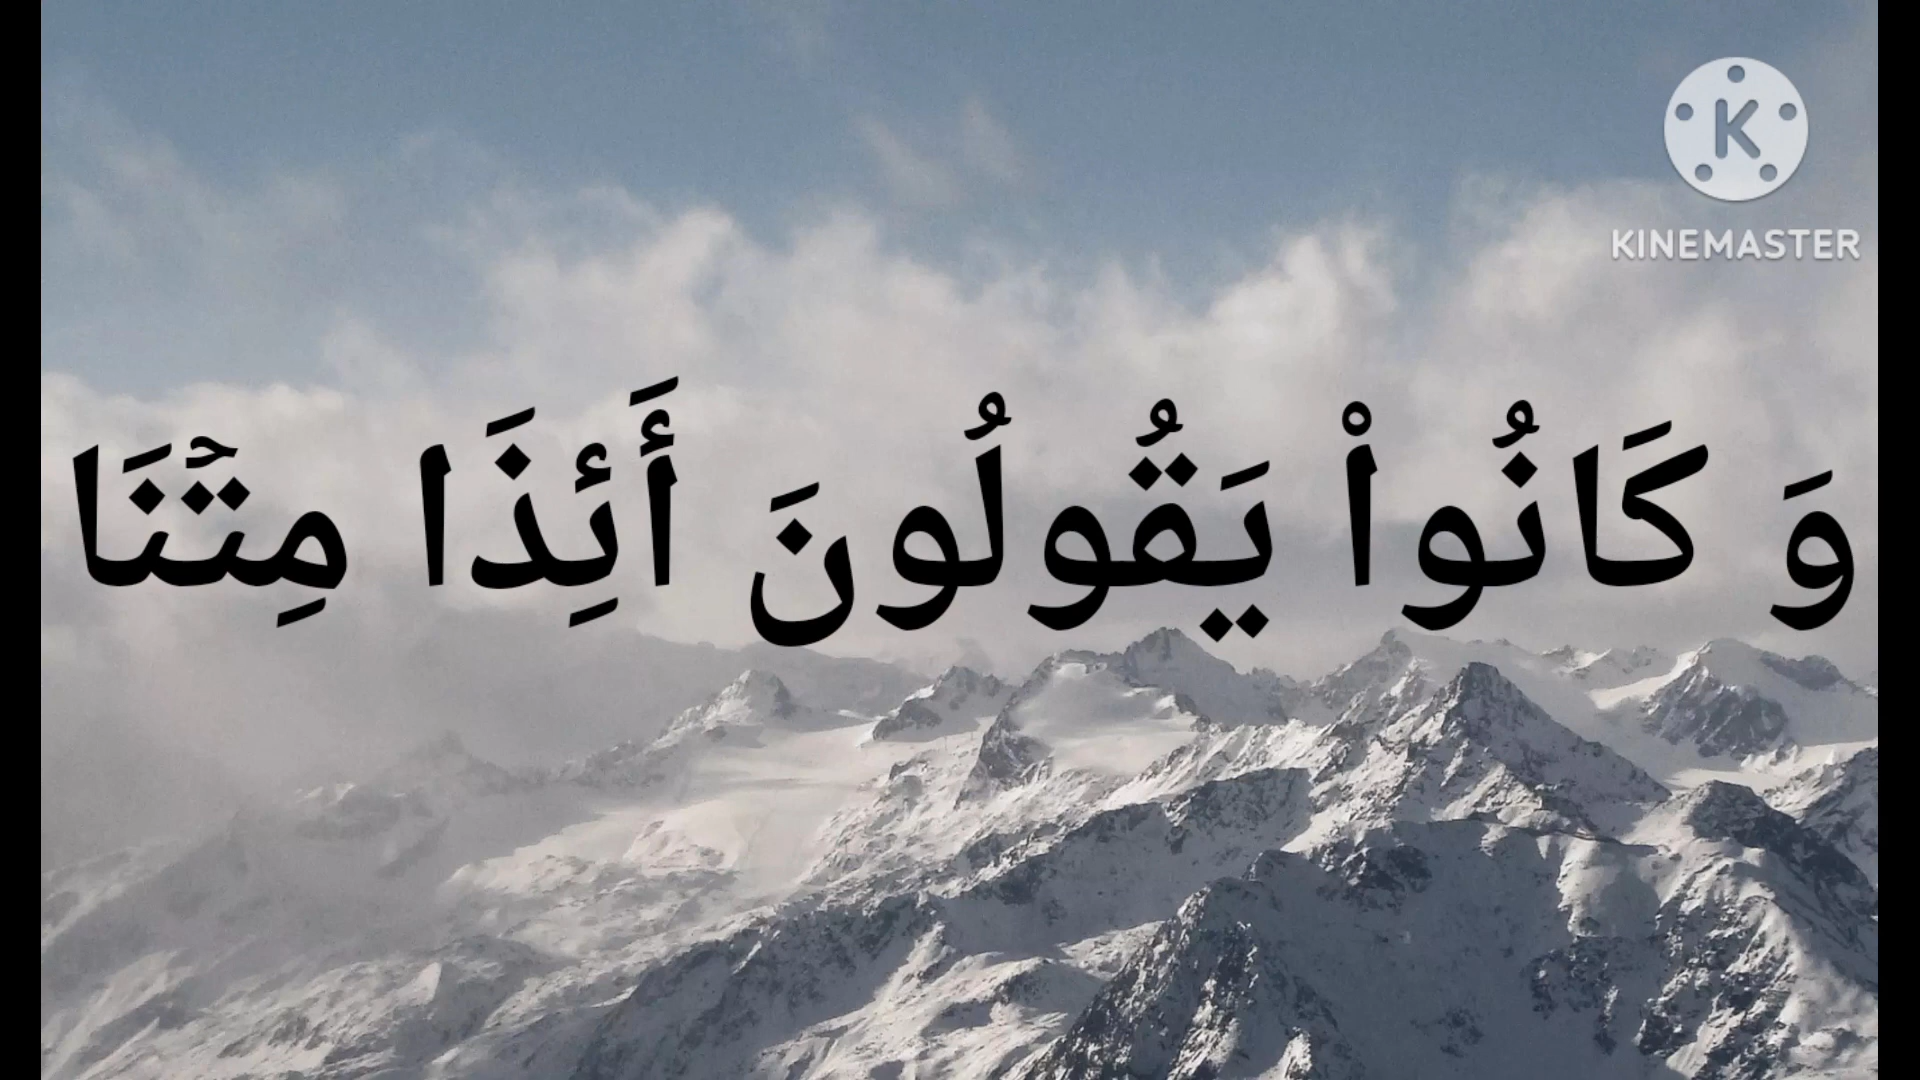 KINEMASTER
وَ كَانُواْ يَقُولُونَ أَئِذَا مِتۡنَا